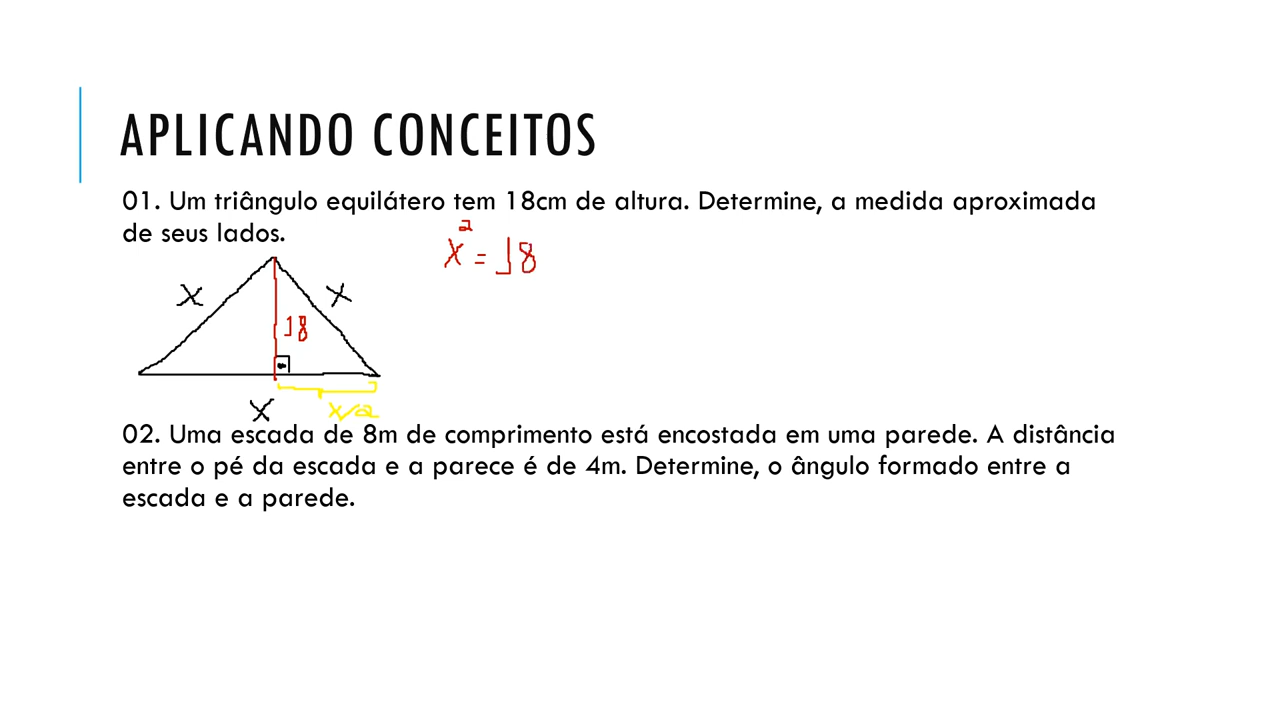 APLICANDO CONCEITOS
01. Um triângulo equilátero tem 18cm de altura. Determine, a medida aproximada
de seus lados.
x² = 18
x
x
18
x
x/2
02. Uma escada de 8m de comprimento está encostada em uma parede. A distância
entre o pé da escada e a parece é de 4m. Determine, o ângulo formado entre a
escada e a parede.